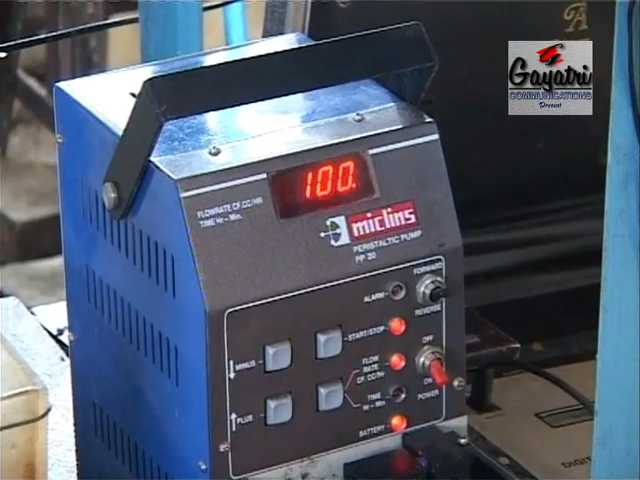 Gayatri
COMMUNICATIONS
Present
A
100.
FLOWRATE CF.CC/HR
TIME Hr-Min.
miclins
PERISTALTIC PUMP
PP 20
FORWARD
ALARM
REVERSE
START/STOP
OFF
MINUS
FLOW
RATE
CF. CC/Hr
ON
TIME
Hr-Min
POWER
PLUS
BATTERY
DIGIT